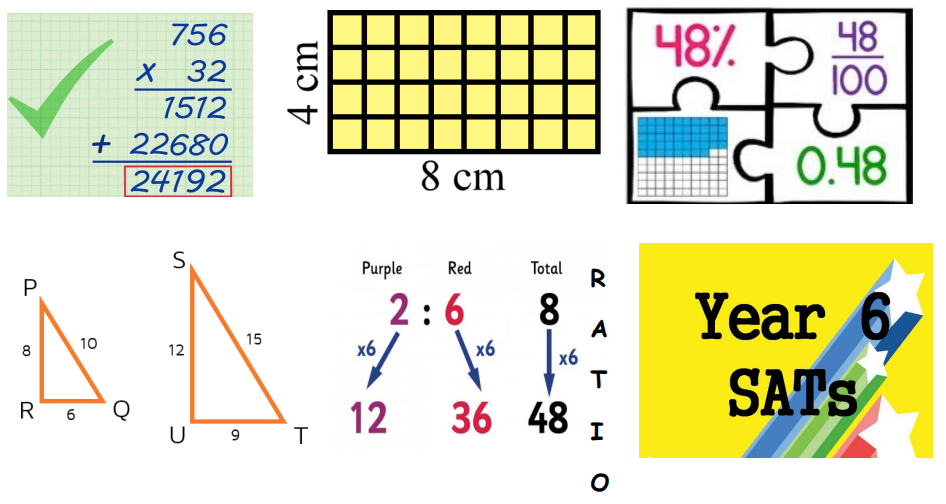 756
x 32
1512
+ 22680
24192
4 cm
8 cm
48%
48
100
0.48
P
8
10
R
6
Q
S
12
15
U
9
T
Purple Red Total
2 : 6 8
x6 x6 x6
12 36 48
R
A
T
I
O
Year 6
SATs